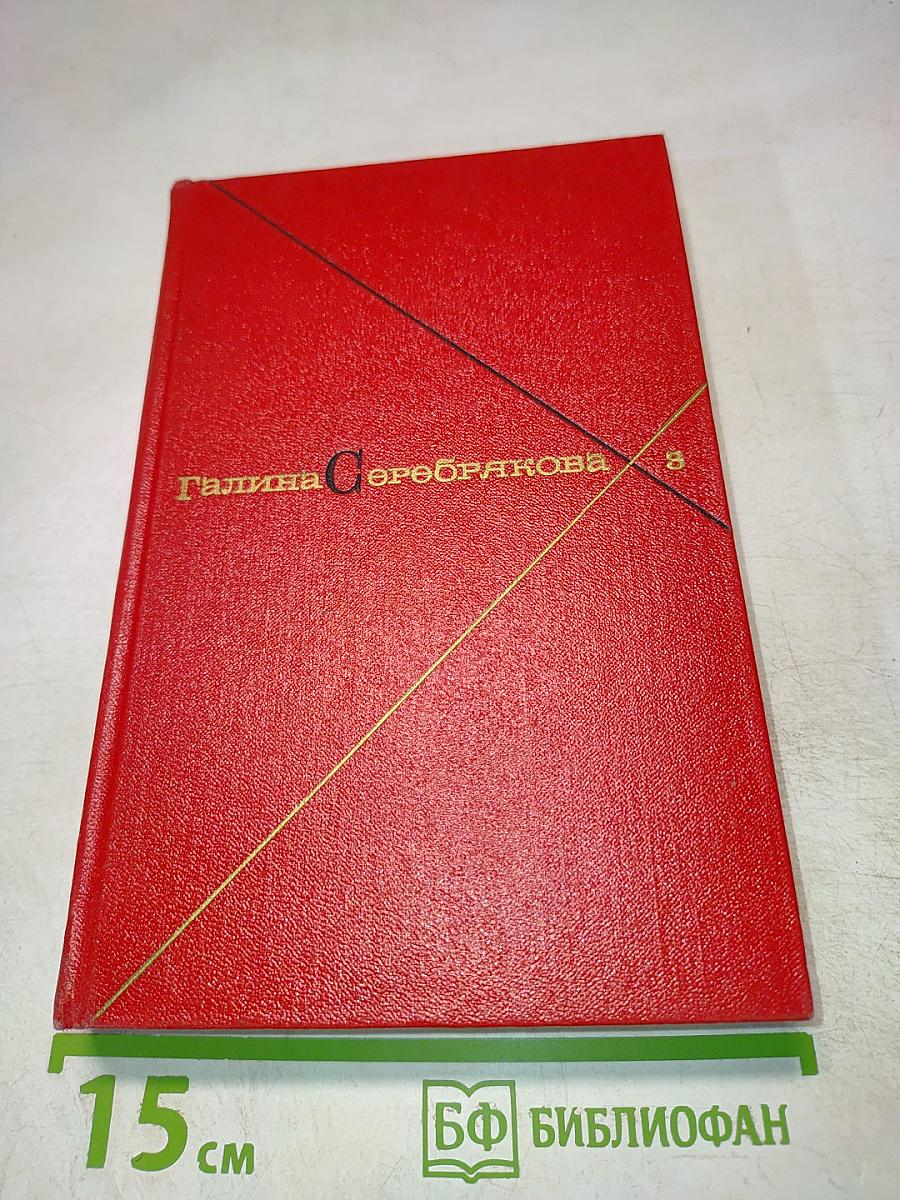 Галина Серебрякова 3
15 см
БФ БИБЛИОФАН